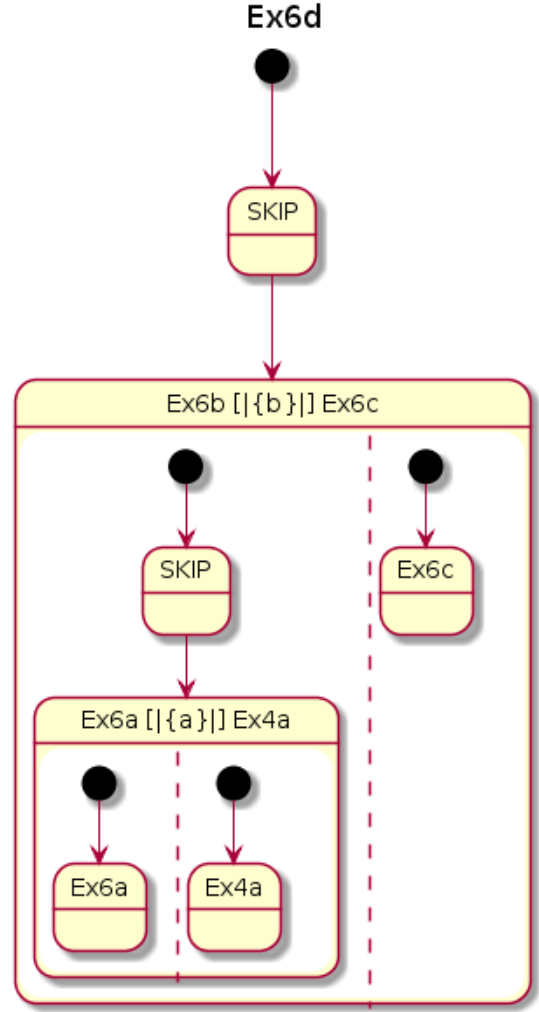 Ex6d
SKIP
Ex6b [|{b}|] Ex6c
SKIP
Ex6c
Ex6a [|{a}|] Ex4a
Ex6a
Ex4a